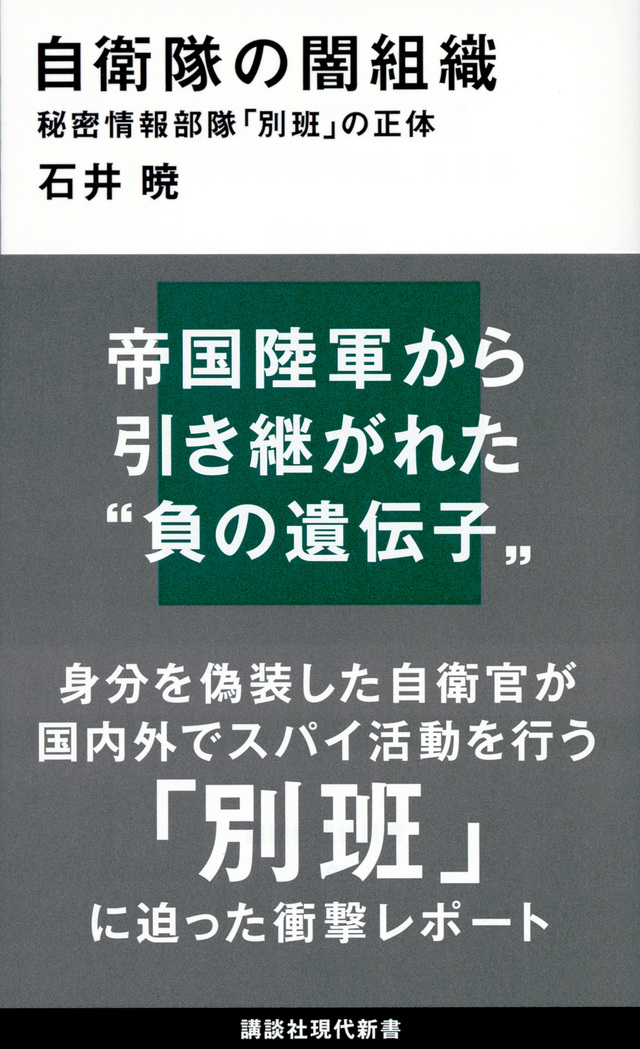 自衛隊の闇組織
秘密情報部隊「別班」の正体
石井 暁
帝国陸軍から
引き継がれた
“負の遺伝子„
身分を偽装した自衛官が
国内外でスパイ活動を行う
「別班」
に迫った衝撃レポート
講談社現代新書